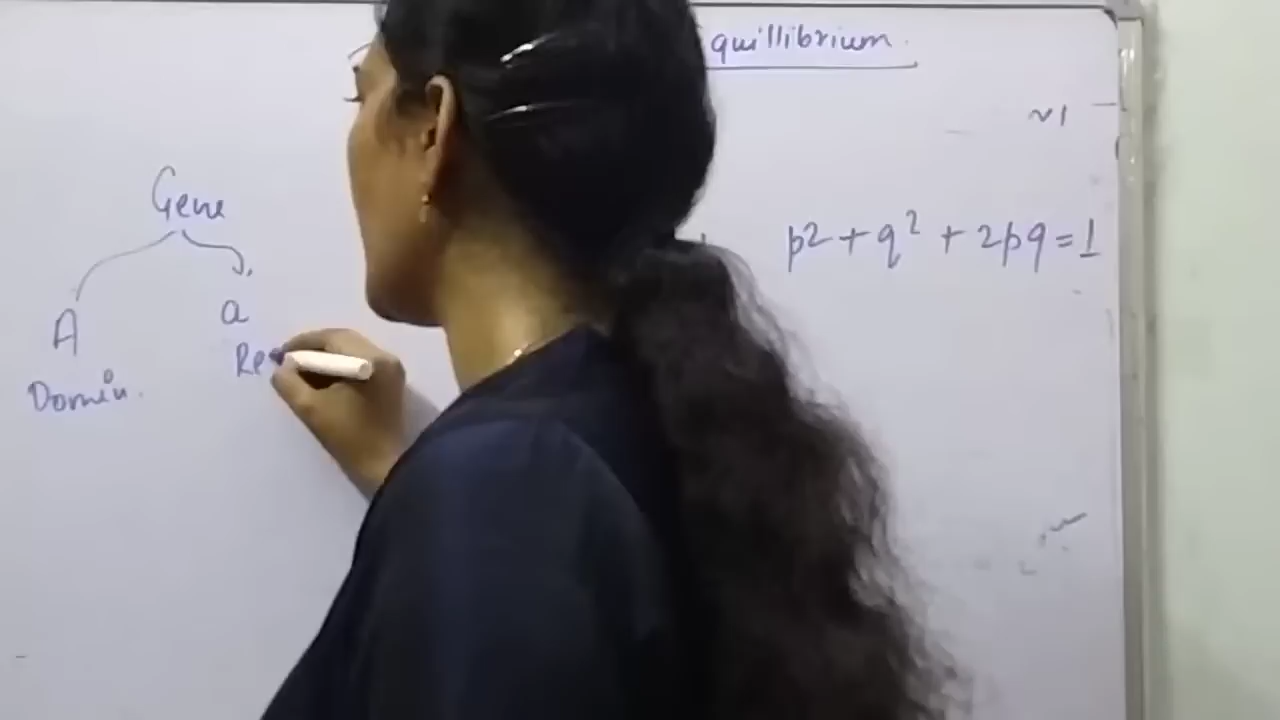 quillibrium.
~1
Gene
p2 + q² + 2pq = 1
A a
Re
Domin.